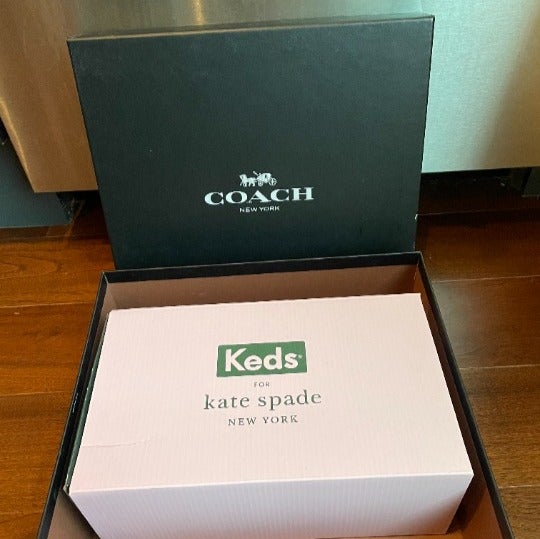 COACH
NEW YORK
Keds®
FOR
kate spade
NEW YORK